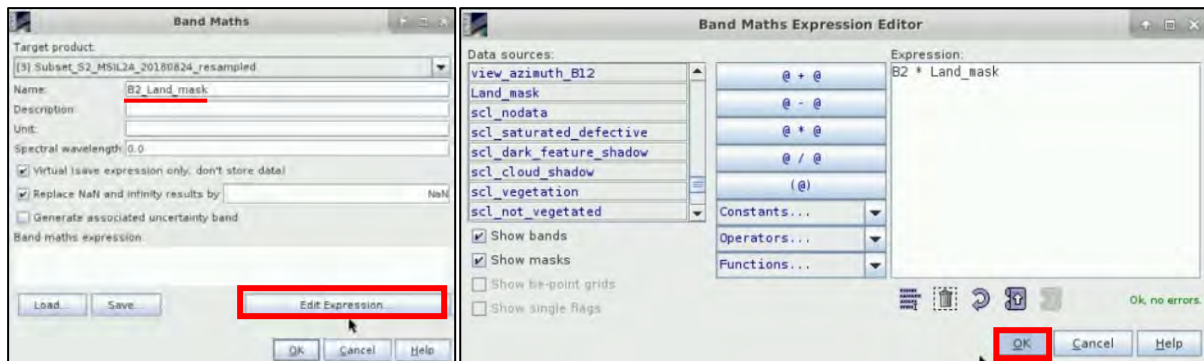 Band Maths
Target product:
[3] Subset_S2_MSIL2A_20180824_resampled
Name: B2_Land_mask
Description:
Unit:
Spectral wavelength: 0.0
Virtual (save expression only, don't store data)
Replace NaN and infinity results by NaN
Generate associated uncertainty band
Band maths expression:
Load... Save... Edit Expression...
OK Cancel Help
Band Maths Expression Editor
Data sources:
view_azimuth_B12
Land_mask
scl_nodata
scl_saturated_defective
scl_dark_feature_shadow
scl_cloud_shadow
scl_vegetation
scl_not_vegetated
Show bands
Show masks
Show tie-point grids
Show single flags
@ + @
@ - @
@ * @
@ / @
(@)
Constants...
Operators...
Functions...
Expression:
B2 * Land_mask
Ok, no errors.
OK Cancel Help